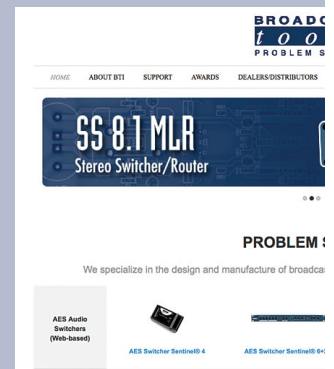 BROADC
too
PROBLEM S
HOME ABOUT BTI SUPPORT AWARDS DEALERS/DISTRIBUTORS
SS 8.1 MLR
Stereo Switcher/Router
PROBLEM S
We specialize in the design and manufacture of broadcas
AES Audio
Switchers
(Web-based)
AES Switcher Sentinel® 4 AES Switcher Sentinel® 6+